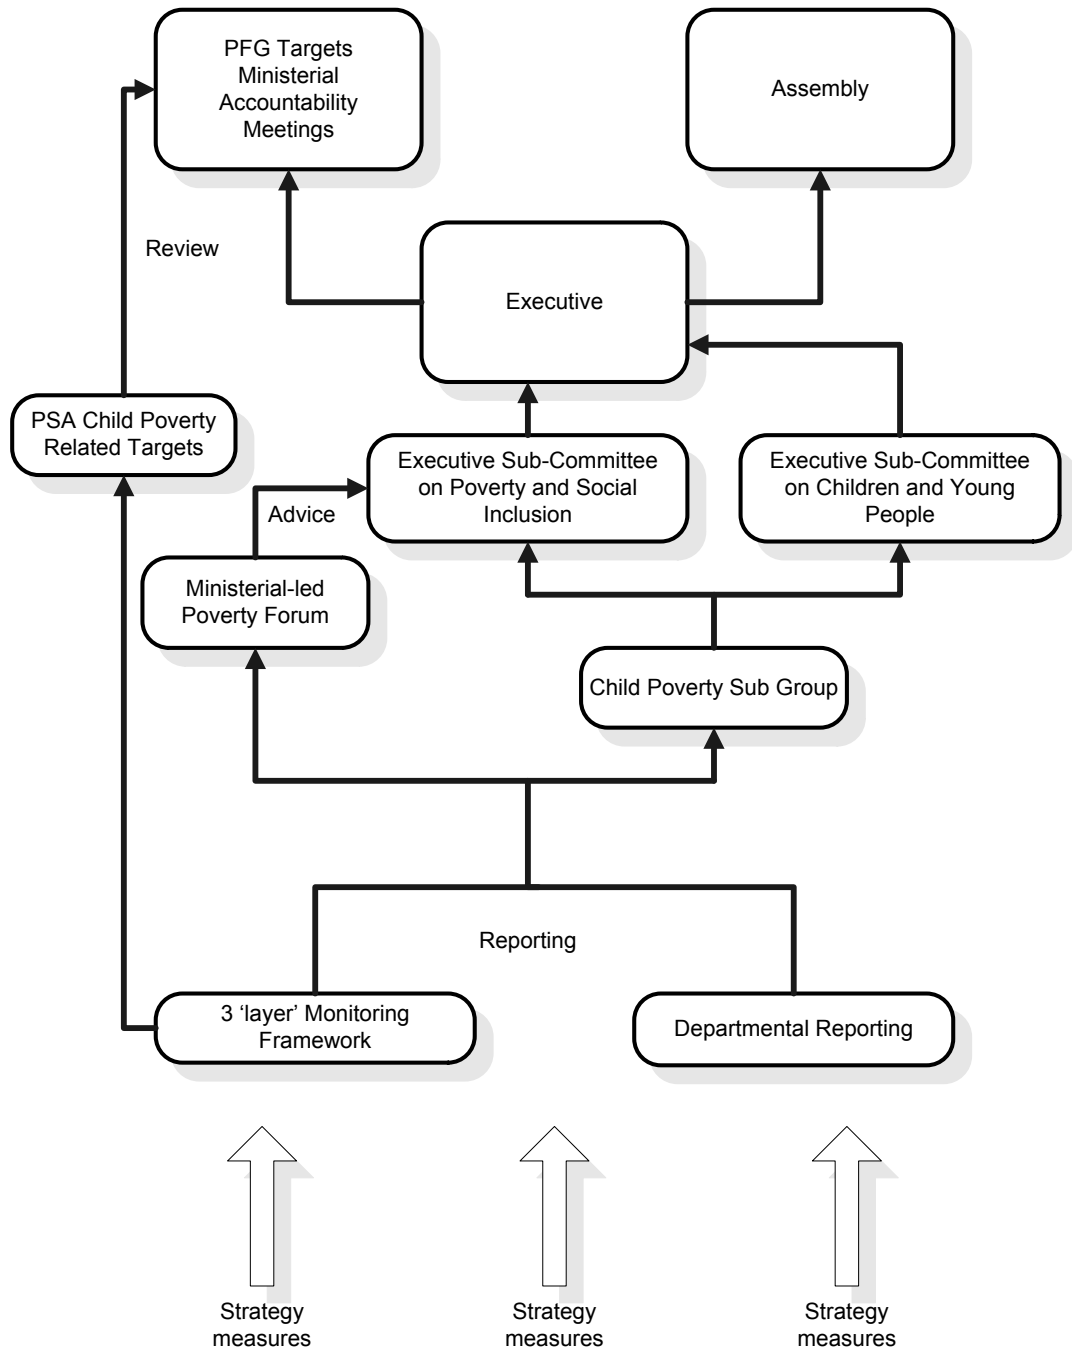 PFG Targets
Ministerial
Accountability
Meetings
Assembly
Review
Executive
PSA Child Poverty
Related Targets
Executive Sub-Committee
on Poverty and Social
Inclusion
Executive Sub-Committee
on Children and Young
People
Advice
Ministerial-led
Poverty Forum
Child Poverty Sub Group
Reporting
3 ‘layer’ Monitoring
Framework
Departmental Reporting
Strategy
measures
Strategy
measures
Strategy
measures